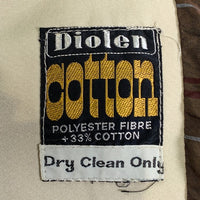 Diolen
cotton
POLYESTER FIBRE
+33% COTTON
Dry Clean Only